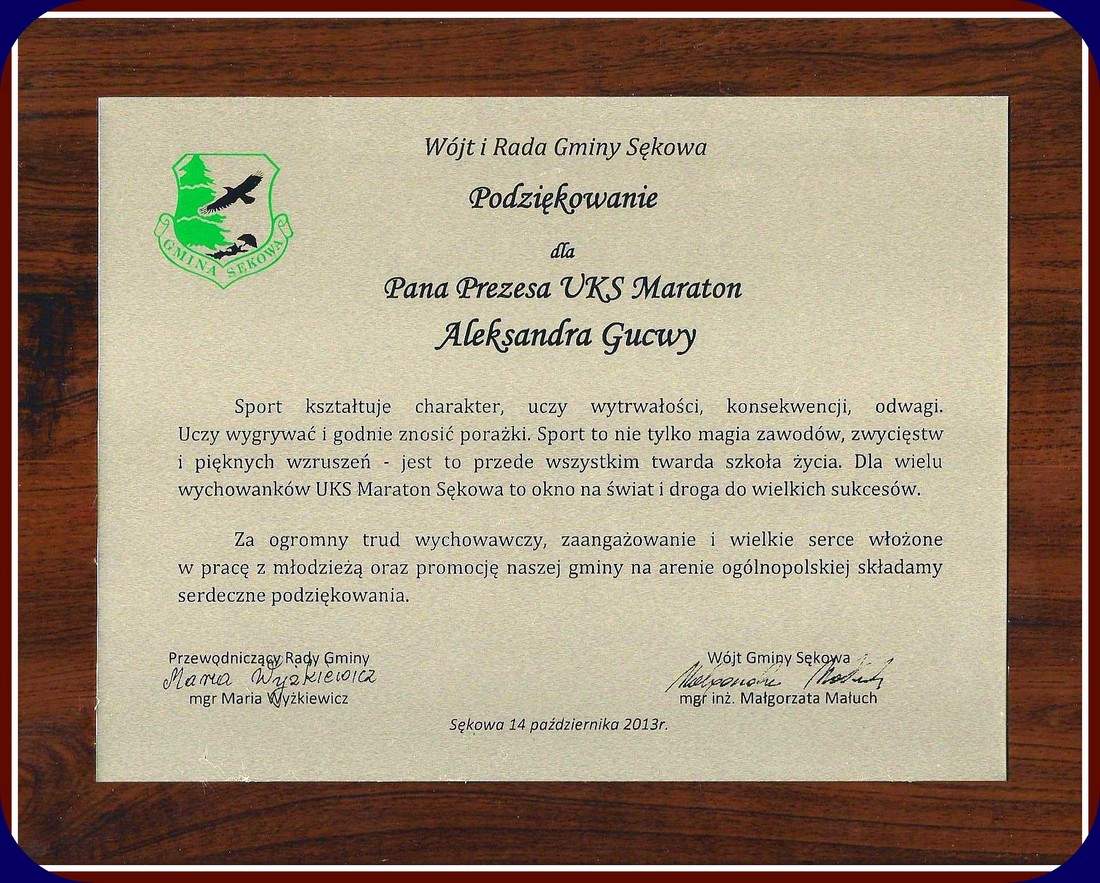 Wójt i Rada Gminy Sękowa
Podziękowanie
dla
Pana Prezesa UKS Maraton
Aleksandra Gucwy
GMINA SĘKOWA
Sport kształtuje charakter, uczy wytrwałości, konsekwencji, odwagi.
Uczy wygrywać i godnie znosić porażki. Sport to nie tylko magia zawodów, zwycięstw
i pięknych wzruszeń - jest to przede wszystkim twarda szkoła życia. Dla wielu
wychowanków UKS Maraton Sękowa to okno na świat i droga do wielkich sukcesów.
Za ogromny trud wychowawczy, zaangażowanie i wielkie serce włożone
w pracę z młodzieżą oraz promocję naszej gminy na arenie ogólnopolskiej składamy
serdeczne podziękowania.
Przewodniczący Rady Gminy
Maria Wyżkiewicz
mgr Maria Wyżkiewicz
Wójt Gminy Sękowa
mgr inż. Małgorzata Małuch
Sękowa 14 października 2013r.